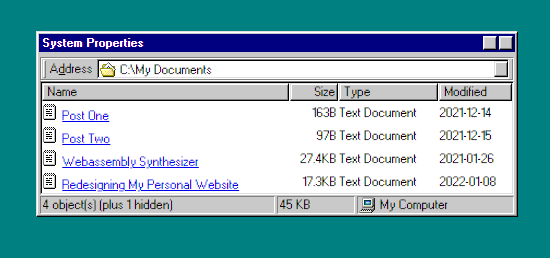 System Properties
Address C:\My Documents
Name Size Type Modified
Post One 163B Text Document 2021-12-14
Post Two 97B Text Document 2021-12-15
Webassembly Synthesizer 27.4KB Text Document 2021-01-26
Redesigning My Personal Website 17.3KB Text Document 2022-01-08
4 object(s) (plus 1 hidden) 45 KB My Computer